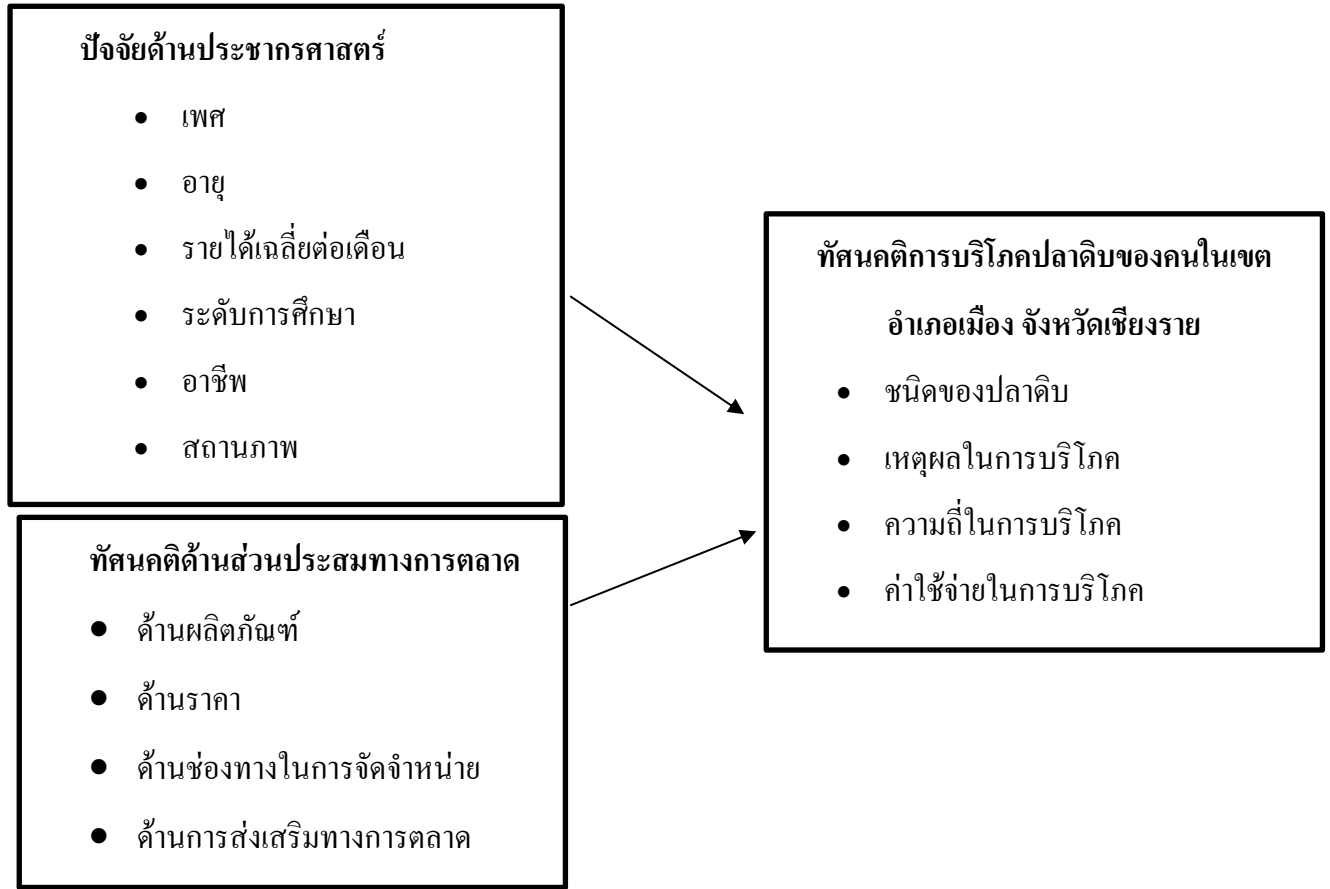 ปัจจัยด้านประชากรศาสตร์
• เพศ
• อายุ
• รายได้เฉลี่ยต่อเดือน
• ระดับการศึกษา
• อาชีพ
• สถานภาพ
ทัศนคติด้านส่วนประสมทางการตลาด
• ด้านผลิตภัณฑ์
• ด้านราคา
• ด้านช่องทางในการจัดจำหน่าย
• ด้านการส่งเสริมทางการตลาด
ทัศนคติการบริโภคปลาดิบของคนในเขต
อำเภอเมือง จังหวัดเชียงราย
• ชนิดของปลาดิบ
• เหตุผลในการบริโภค
• ความถี่ในการบริโภค
• ค่าใช้จ่ายในการบริโภค